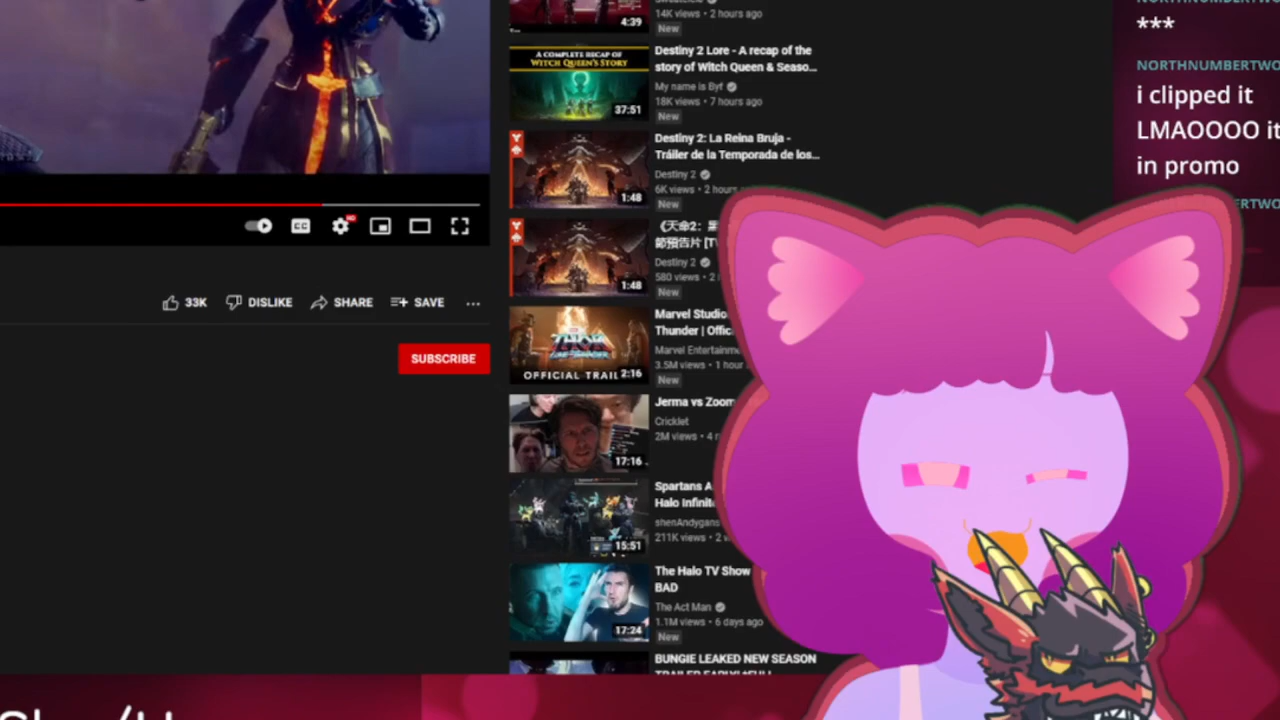 4:39
14K views • 2 hours ago
New
A COMPLETE RECAP OF
WITCH QUEEN'S STORY
37:51
Destiny 2 Lore - A recap of the
story of Witch Queen & Seaso...
My name is Byf
18K views • 7 hours ago
New
1:48
Destiny 2: La Reina Bruja -
Tráiler de la Temporada de los...
Destiny 2
6K views • 2 hours
New
1:48
《天命2:
節預告片 [T
Destiny 2
580 views • 2
New
OFFICIAL TRAIL
2:16
Marvel Studio
Thunder | Offic
Marvel Entertainme
3.5M views • 1 hour
New
17:16
Jerma vs Zoom
Cricklet
2M views • 4
15:51
Spartans A
Halo Infinit
shenAndygans
211K views • 2
17:24
The Halo TV Show
BAD
The Act Man
1.1M views • 6 days ago
New
BUNGIE LEAKED NEW SEASON
CC
HD
33K
DISLIKE
SHARE
SAVE
...
SUBSCRIBE
***
NORTHNUMBERTWO
i clipped it
LMAOOOO it
in promo